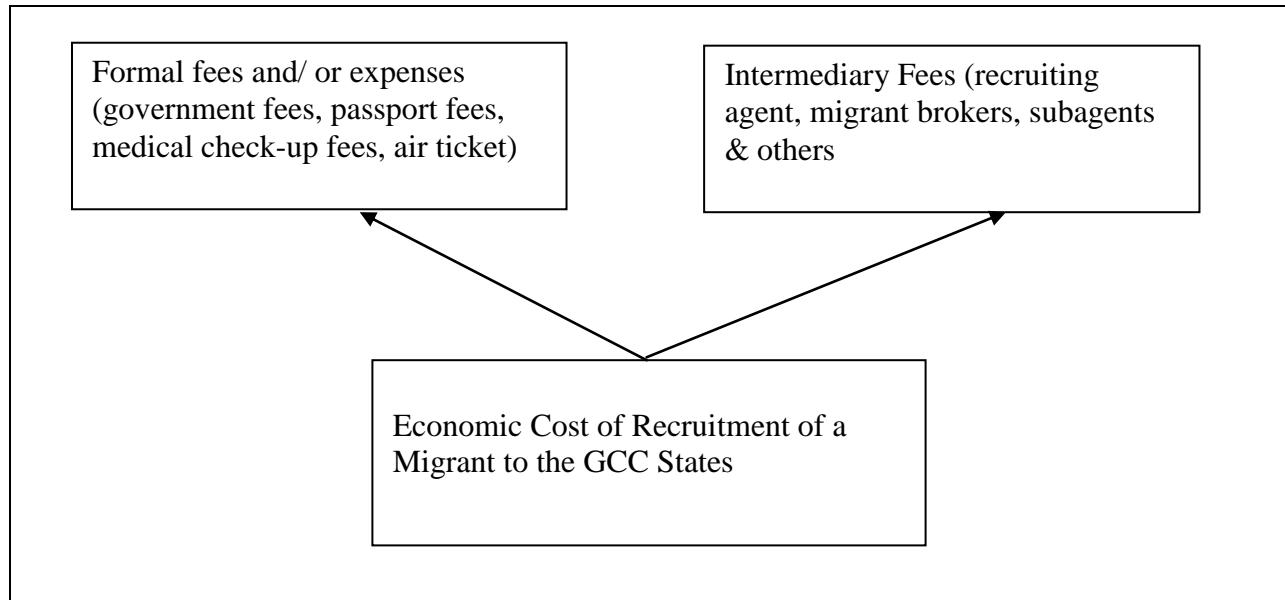 Formal fees and/ or expenses
(government fees, passport fees,
medical check-up fees, air ticket)
Intermediary Fees (recruiting
agent, migrant brokers, subagents
& others
Economic Cost of Recruitment of a
Migrant to the GCC States